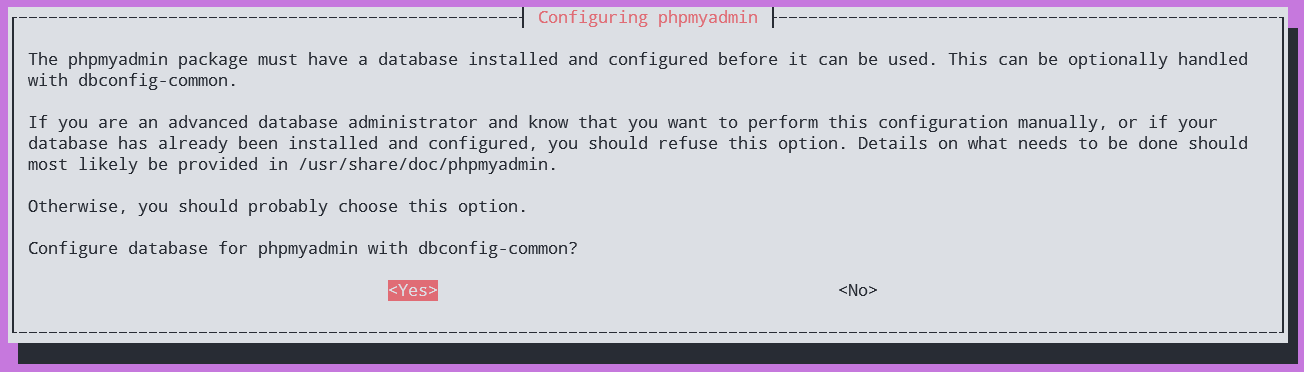 Configuring phpmyadmin
The phpmyadmin package must have a database installed and configured before it can be used. This can be optionally handled
with dbconfig-common.
If you are an advanced database administrator and know that you want to perform this configuration manually, or if your
database has already been installed and configured, you should refuse this option. Details on what needs to be done should
most likely be provided in /usr/share/doc/phpmyadmin.
Otherwise, you should probably choose this option.
Configure database for phpmyadmin with dbconfig-common?
<Yes> <No>